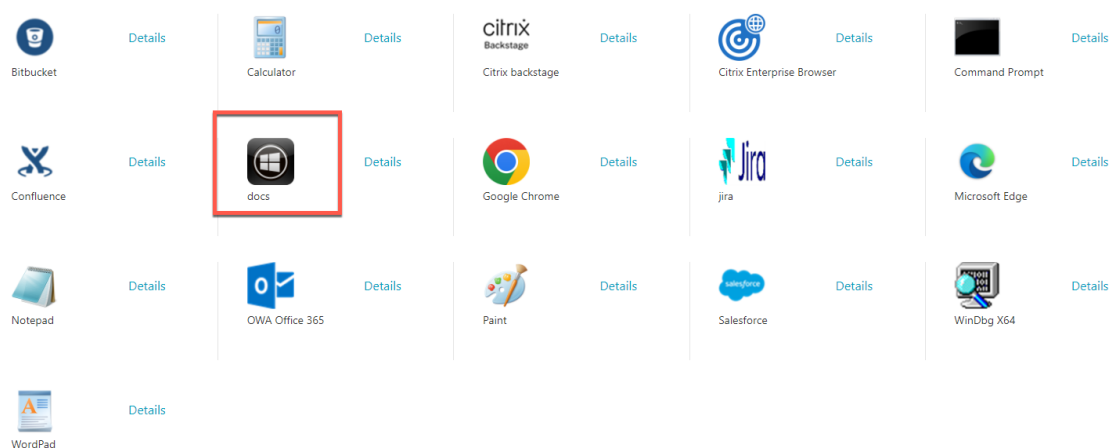 Details
Details
citrix
Backstage
Details
Details
Details
Bitbucket
Calculator
Citrix backstage
Citrix Enterprise Browser
Command Prompt
Details
Details
Details
Jira
Details
Details
Confluence
docs
Google Chrome
jira
Microsoft Edge
Details
Details
Details
salesforce
Details
Details
Notepad
OWA Office 365
Paint
Salesforce
WinDbg X64
Details
WordPad